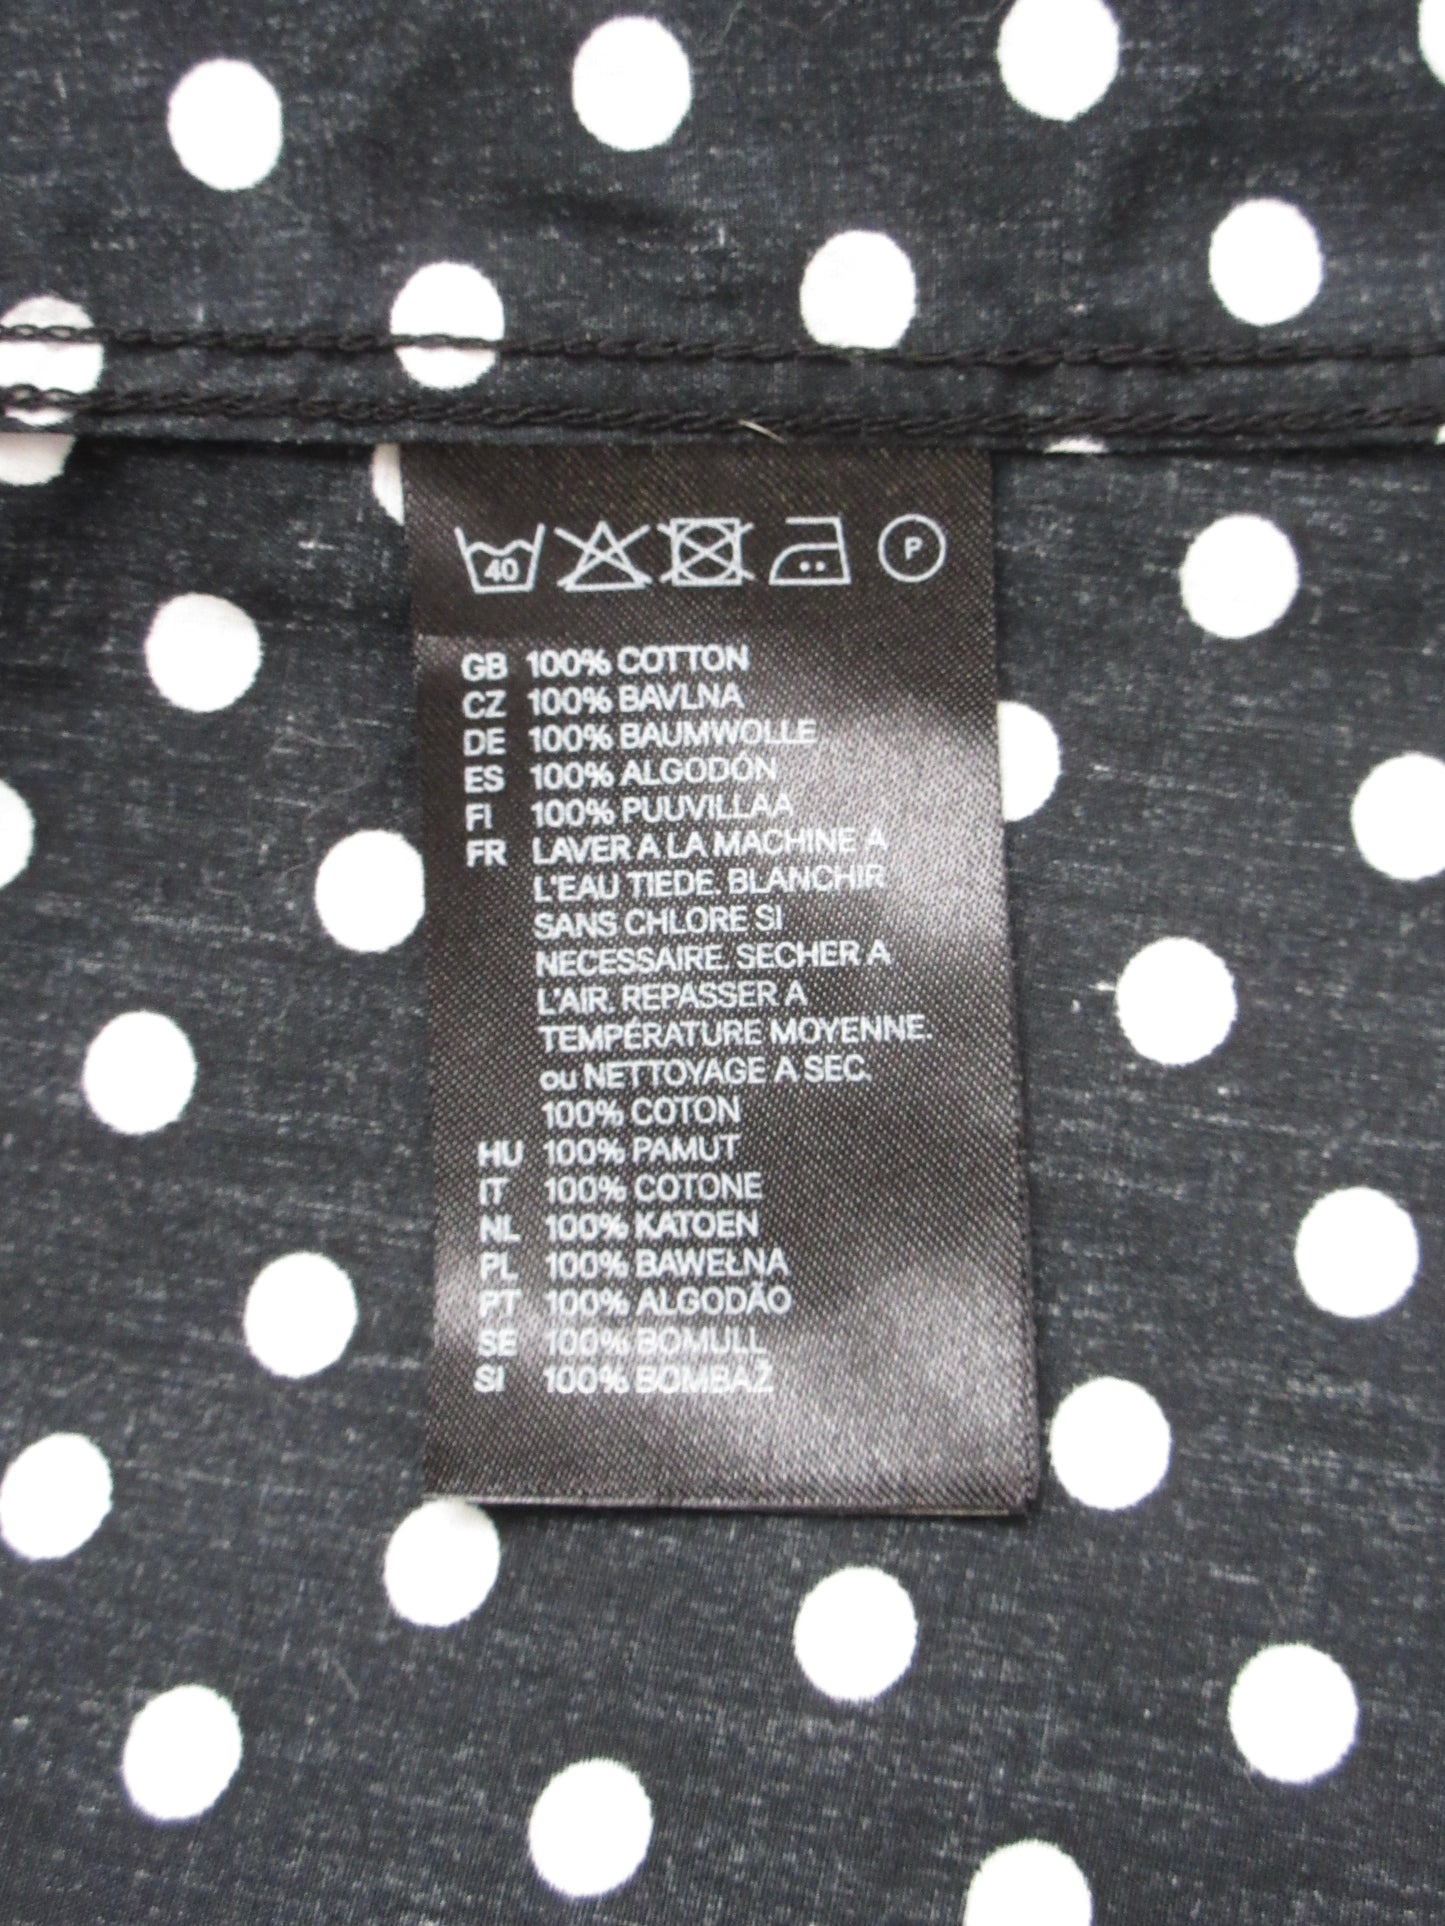 40 P
GB 100% COTTON
CZ 100% BAVLNA
DE 100% BAUMWOLLE
ES 100% ALGODÓN
FI 100% PUUVILLAA
FR LAVER A LA MACHINE A
L'EAU TIEDE. BLANCHIR
SANS CHLORE SI
NECESSAIRE. SECHER A
L'AIR. REPASSER A
TEMPÉRATURE MOYENNE.
ou NETTOYAGE A SEC.
100% COTON
HU 100% PAMUT
IT 100% COTONE
NL 100% KATOEN
PL 100% BAWEŁNA
PT 100% ALGODÃO
SE 100% BOMULL
SI 100% BOMBAŽ